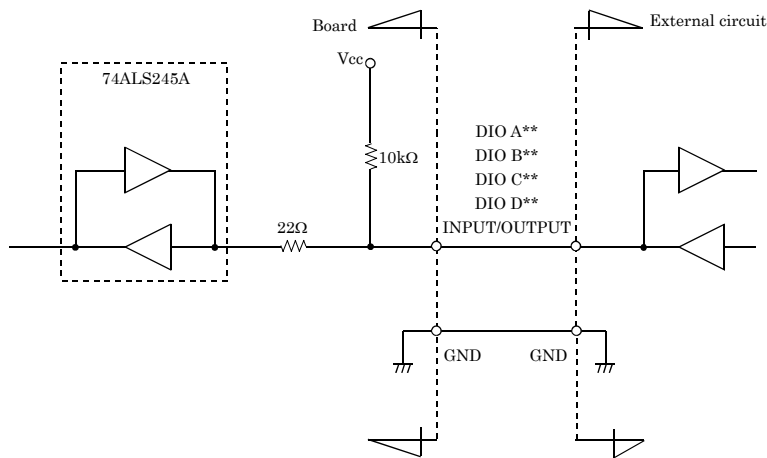 Board
External circuit
Vcc
74ALS245A
10kΩ
DIO A**
DIO B**
DIO C**
DIO D**
22Ω
INPUT/OUTPUT
GND
GND